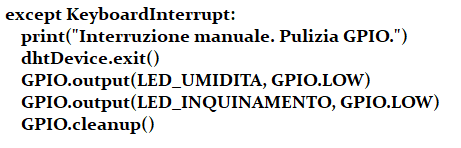 except KeyboardInterrupt:
    print("Interruzione manuale. Pulizia GPIO.")
    dhtDevice.exit()
    GPIO.output(LED_UMIDITA, GPIO.LOW)
    GPIO.output(LED_INQUINAMENTO, GPIO.LOW)
    GPIO.cleanup()